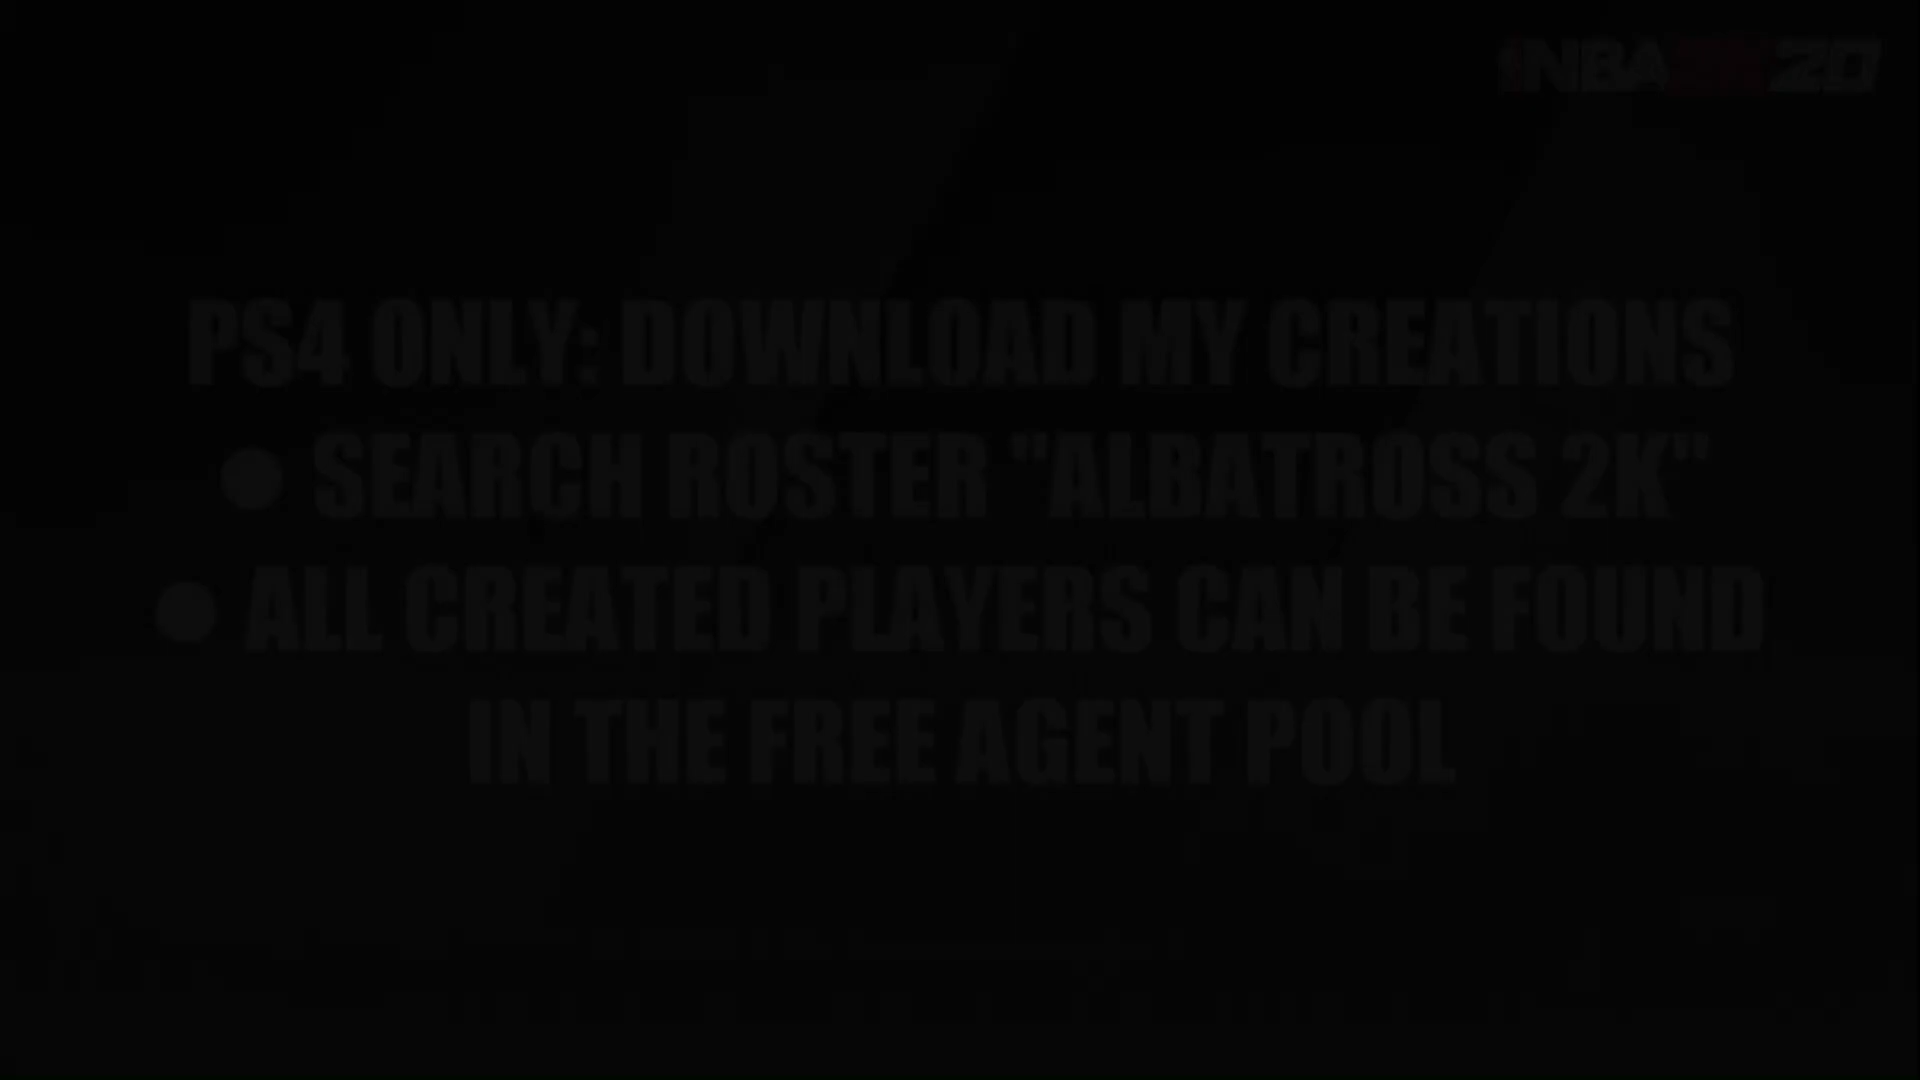 NBA 2K20
PS4 ONLY: DOWNLOAD MY CREATIONS
● SEARCH ROSTER "ALBATROSS 2K"
● ALL CREATED PLAYERS CAN BE FOUND
IN THE FREE AGENT POOL